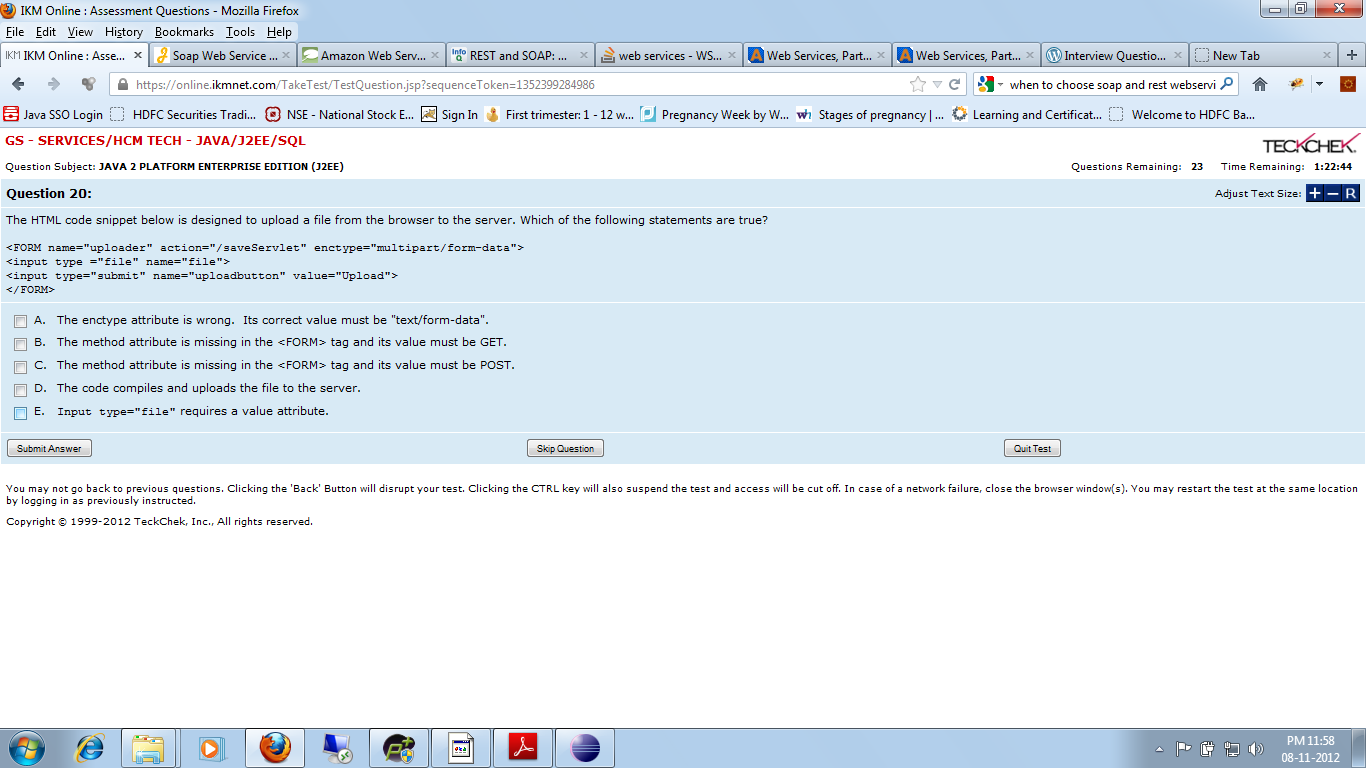 IKM Online : Assessment Questions - Mozilla Firefox
File Edit View History Bookmarks Tools Help
IKM IKM Online : Asse... Soap Web Service ... Amazon Web Serv... InfoQ REST and SOAP: ... web services - WS... Web Services, Part... Web Services, Part... Interview Questio... New Tab
https://online.ikmnet.com/TakeTest/TestQuestion.jsp?sequenceToken=1352399284986 when to choose soap and rest webservi
Java SSO Login HDFC Securities Tradi... NSE - National Stock E... Sign In First trimester: 1 - 12 w... Pregnancy Week by W... Stages of pregnancy | ... Learning and Certificat... Welcome to HDFC Ba...
GS - SERVICES/HCM TECH - JAVA/J2EE/SQL
TECKCHEK
Question Subject: JAVA 2 PLATFORM ENTERPRISE EDITION (J2EE) Questions Remaining: 23 Time Remaining: 1:22:44
Question 20: Adjust Text Size: + − R
The HTML code snippet below is designed to upload a file from the browser to the server. Which of the following statements are true?
<FORM name="uploader" action="/saveServlet" enctype="multipart/form-data">
<input type ="file" name="file">
<input type="submit" name="uploadbutton" value="Upload">
</FORM>
A. The enctype attribute is wrong. Its correct value must be "text/form-data".
B. The method attribute is missing in the <FORM> tag and its value must be GET.
C. The method attribute is missing in the <FORM> tag and its value must be POST.
D. The code compiles and uploads the file to the server.
E. Input type="file" requires a value attribute.
Submit Answer Skip Question Quit Test
You may not go back to previous questions. Clicking the 'Back' Button will disrupt your test. Clicking the CTRL key will also suspend the test and access will be cut off. In case of a network failure, close the browser window(s). You may restart the test at the same location
by logging in as previously instructed.
Copyright © 1999-2012 TeckChek, Inc., All rights reserved.
PM 11:58
08-11-2012